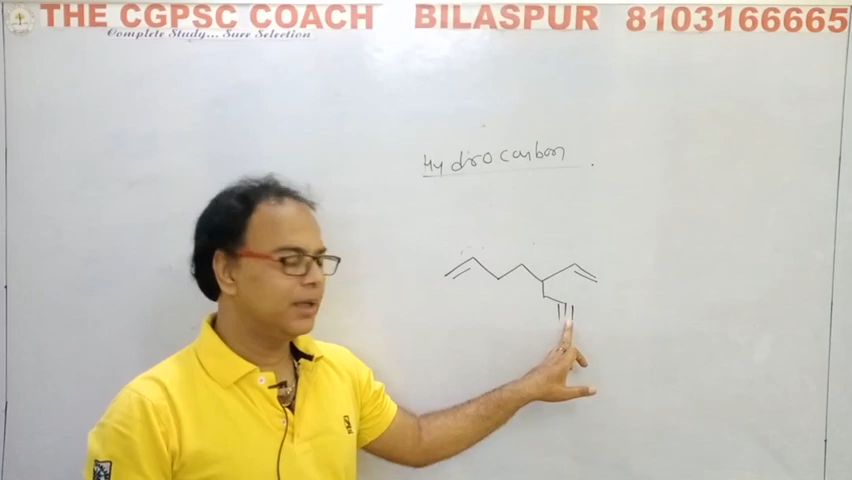 THE CGPSC COACH BILASPUR 8103166665
Complete Study... Sure Selection
Hydrocarbon